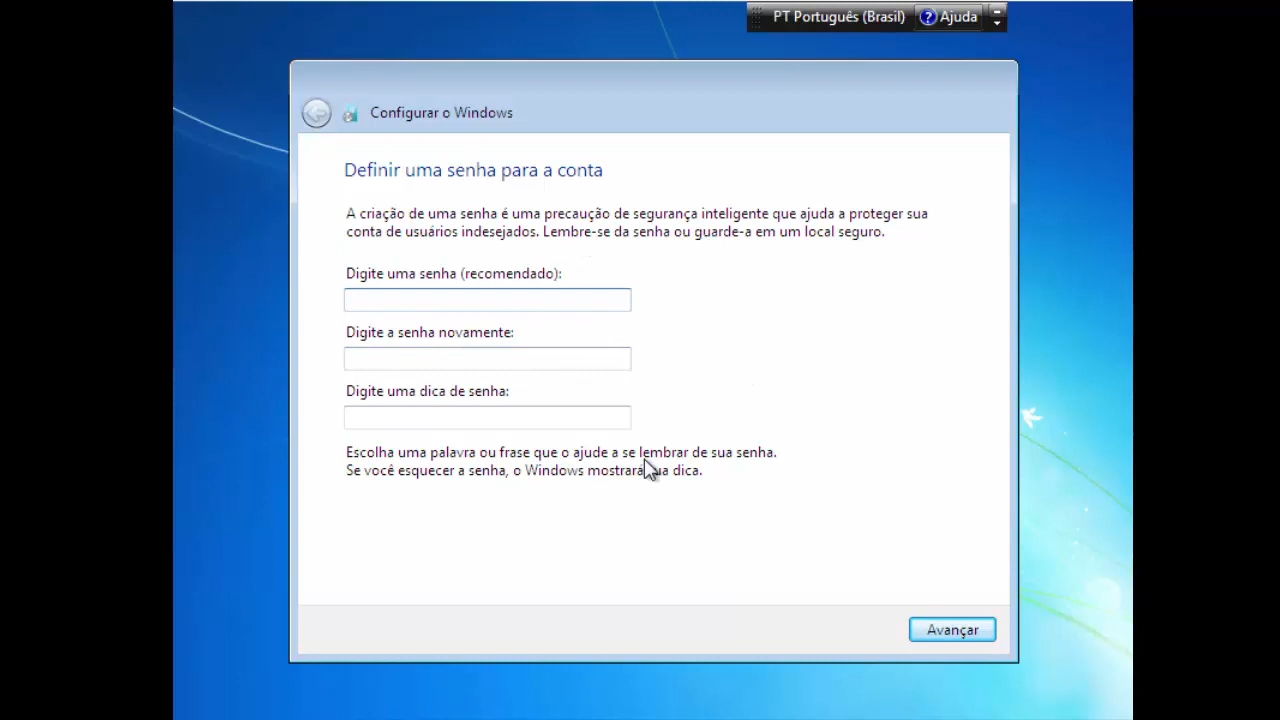 PT Português (Brasil) Ajuda
Configurar o Windows
Definir uma senha para a conta
A criação de uma senha é uma precaução de segurança inteligente que ajuda a proteger sua
conta de usuários indesejados. Lembre-se da senha ou guarde-a em um local seguro.
Digite uma senha (recomendado):
Digite a senha novamente:
Digite uma dica de senha:
Escolha uma palavra ou frase que o ajude a se lembrar de sua senha.
Se você esquecer a senha, o Windows mostrará sua dica.
Avançar